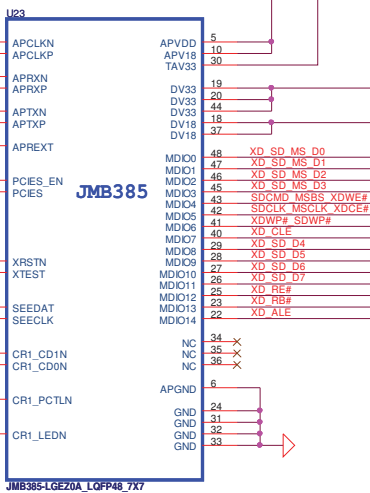 U23
APCLKN APVDD 5
APCLKP APV18 10
TAV33 30
APRXN
APRXP DV33 19
DV33 20
APTXN DV33 44
APTXP DV18 18
DV18 37
APREXT
MDIO0 48 XD_SD_MS_D0
MDIO1 47 XD_SD_MS_D1
PCIES_EN MDIO2 46 XD_SD_MS_D2
PCIES JMB385 MDIO3 45 XD_SD_MS_D3
MDIO4 43 SDCMD_MSBS_XDWE#
MDIO5 42 SDCLK_MSCLK_XDCE#
MDIO6 41 XDWP#_SDWP#
MDIO7 40 XD_CLE
MDIO8 29 XD_SD_D4
XRSTN MDIO9 28 XD_SD_D5
XTEST MDIO10 27 XD_SD_D6
MDIO11 26 XD_SD_D7
MDIO12 25 XD_RE#
SEEDAT MDIO13 23 XD_RB#
SEECLK MDIO14 22 XD_ALE
NC 34
CR1_CD1N NC 35
CR1_CD0N NC 36
APGND 6
CR1_PCTLN
GND 24
GND 31
CR1_LEDN GND 32
GND 33
JMB385-LGEZ0A_LQFP48_7X7